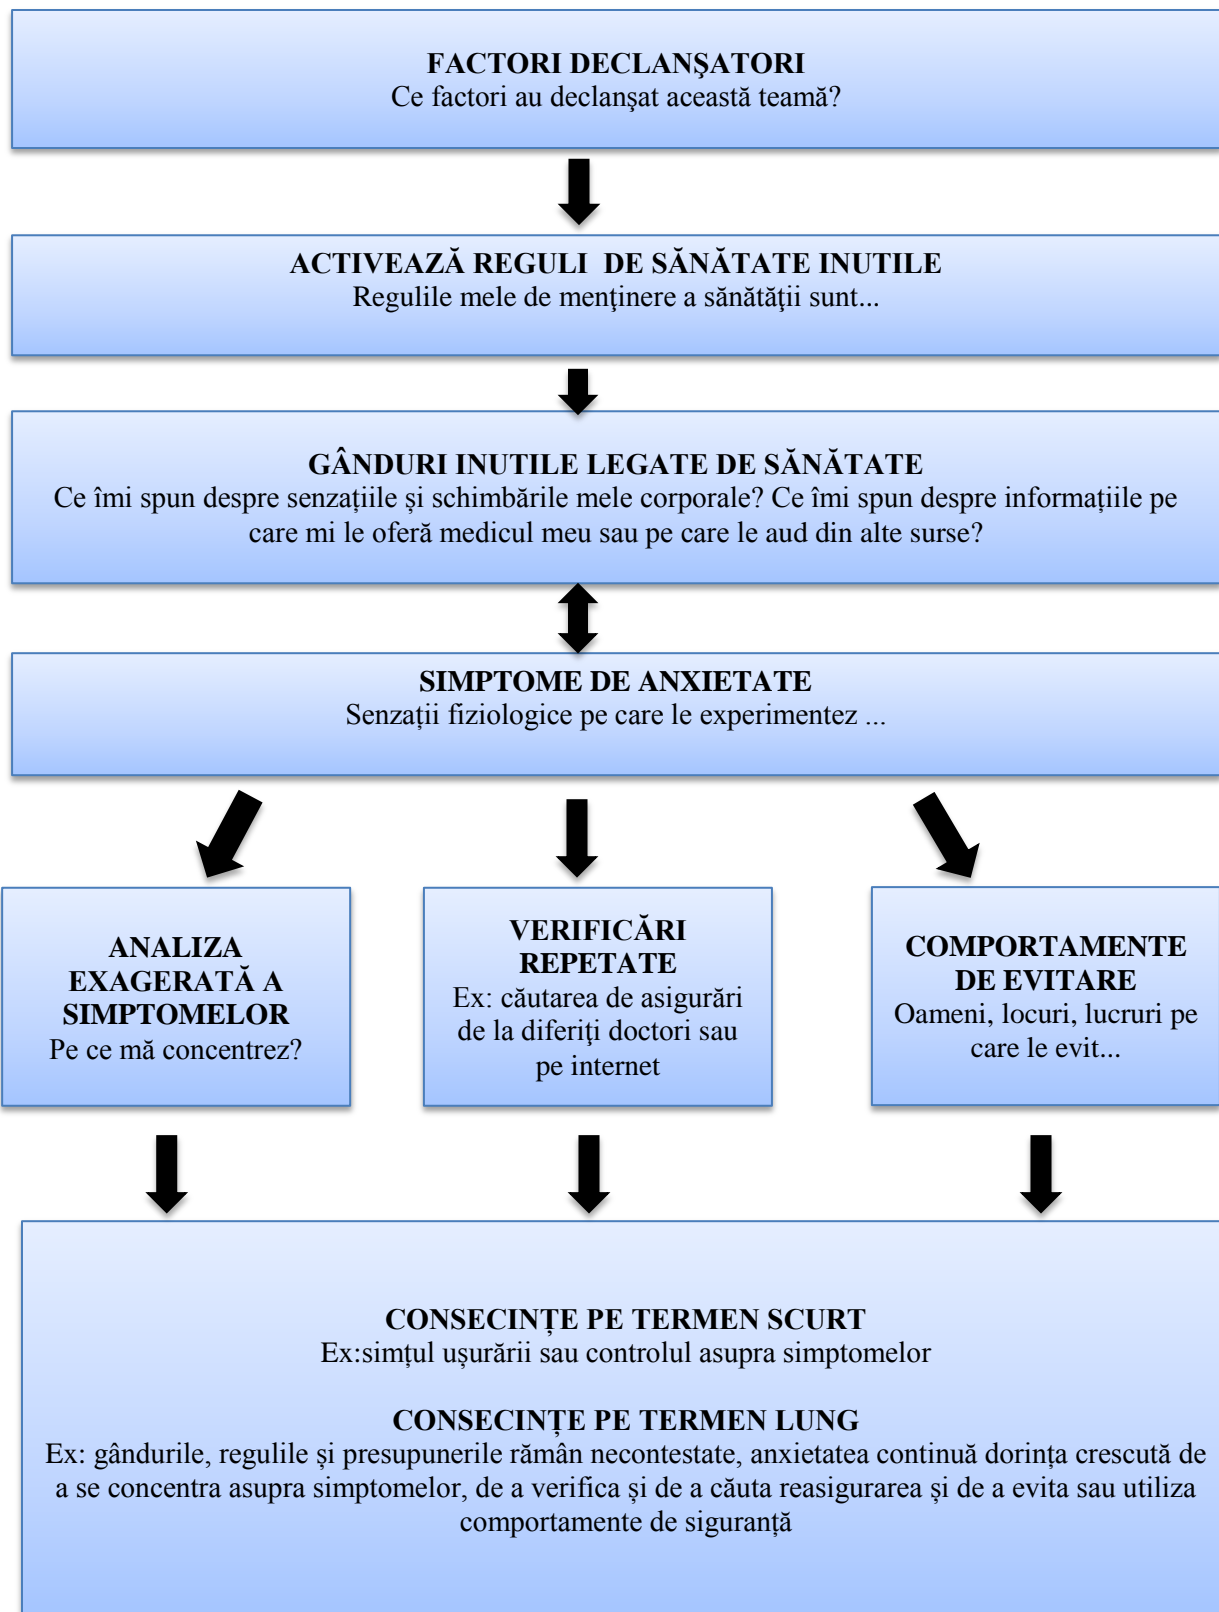 FACTORI DECLANŞATORI
Ce factori au declanşat această teamă?
ACTIVEAZĂ REGULI DE SĂNĂTATE INUTILE
Regulile mele de menţinere a sănătăţii sunt...
GÂNDURI INUTILE LEGATE DE SĂNĂTATE
Ce îmi spun despre senzațiile și schimbările mele corporale? Ce îmi spun despre informațiile pe
care mi le oferă medicul meu sau pe care le aud din alte surse?
SIMPTOME DE ANXIETATE
Senzații fiziologice pe care le experimentez ...
ANALIZA
EXAGERATĂ A
SIMPTOMELOR
Pe ce mă concentrez?
VERIFICĂRI
REPETATE
Ex: căutarea de asigurări
de la diferiţi doctori sau
pe internet
COMPORTAMENTE
DE EVITARE
Oameni, locuri, lucruri pe
care le evit...
CONSECINȚE PE TERMEN SCURT
Ex:simțul ușurării sau controlul asupra simptomelor
CONSECINȚE PE TERMEN LUNG
Ex: gândurile, regulile și presupunerile rămân necontestate, anxietatea continuă dorința crescută de
a se concentra asupra simptomelor, de a verifica și de a căuta reasigurarea și de a evita sau utiliza
comportamente de siguranță